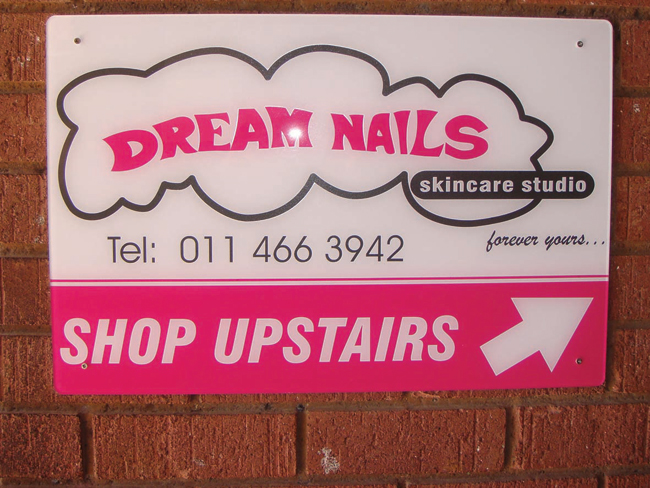 DREAM NAILS
skincare studio
forever yours...
Tel: 011 466 3942
SHOP UPSTAIRS